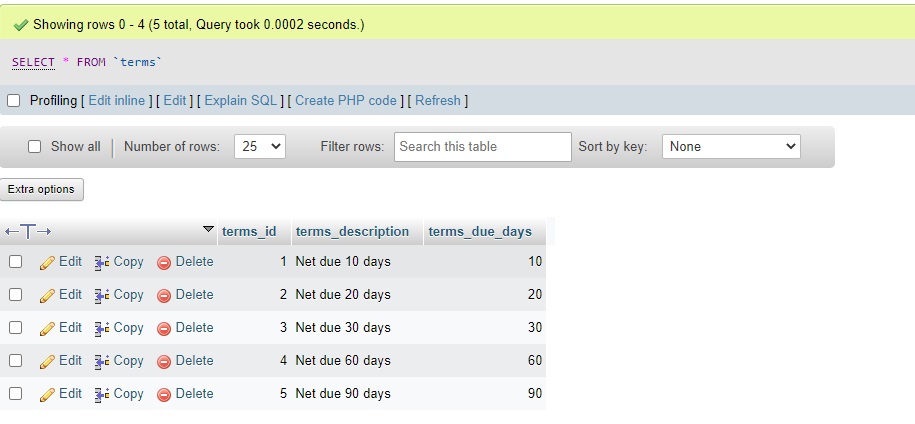 Showing rows 0 - 4 (5 total, Query took 0.0002 seconds.)
SELECT * FROM `terms`
Profiling [ Edit inline ] [ Edit ] [ Explain SQL ] [ Create PHP code ] [ Refresh ]
Show all Number of rows: 25 Filter rows: Search this table Sort by key: None
Extra options
terms_id terms_description terms_due_days
Edit Copy Delete 1 Net due 10 days 10
Edit Copy Delete 2 Net due 20 days 20
Edit Copy Delete 3 Net due 30 days 30
Edit Copy Delete 4 Net due 60 days 60
Edit Copy Delete 5 Net due 90 days 90